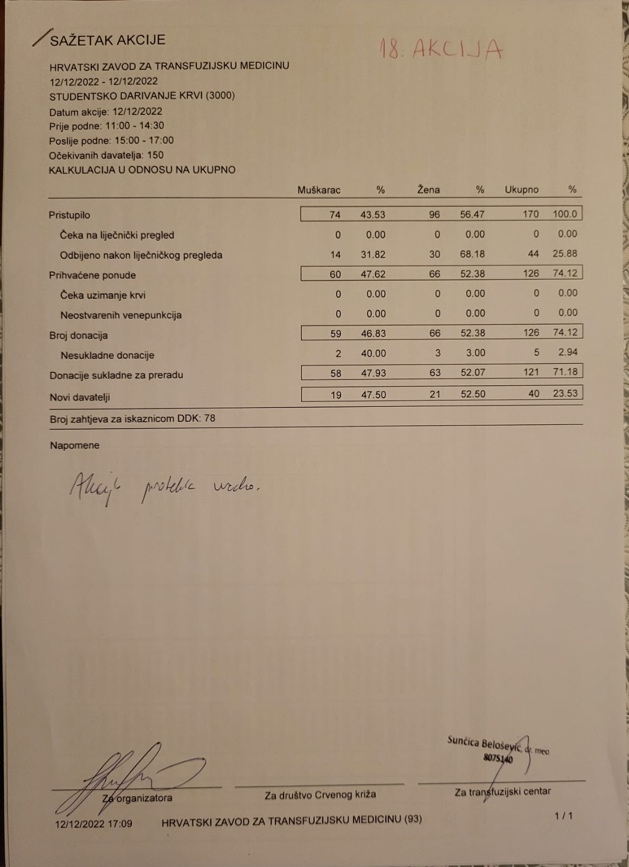 SAŽETAK AKCIJE
18. AKCIJA
HRVATSKI ZAVOD ZA TRANSFUZIJSKU MEDICINU
12/12/2022 - 12/12/2022
STUDENTSKO DARIVANJE KRVI (3000)
Datum akcije: 12/12/2022
Prije podne: 11:00 - 14:30
Poslije podne: 15:00 - 17:00
Očekivanih davatelja: 150
KALKULACIJA U ODNOSU NA UKUPNO
Muškarac % Žena % Ukupno %
Pristupilo 74 43.53 96 56.47 170 100.0
Čeka na liječnički pregled 0 0.00 0 0.00 0 0.00
Odbijeno nakon liječničkog pregleda 14 31.82 30 68.18 44 25.88
Prihvaćene ponude 60 47.62 66 52.38 126 74.12
Čeka uzimanje krvi 0 0.00 0 0.00 0 0.00
Neostvarenih venepunkcija 0 0.00 0 0.00 0 0.00
Broj donacija 59 46.83 66 52.38 126 74.12
Nesukladne donacije 2 40.00 3 3.00 5 2.94
Donacije sukladne za preradu 58 47.93 63 52.07 121 71.18
Novi davatelji 19 47.50 21 52.50 40 23.53
Broj zahtjeva za iskaznicom DDK: 78
Napomene
Akcija protekla uredno.
Sunčica Belošević, dr. med
8075140
Za organizatora Za društvo Crvenog križa Za transfuzijski centar
12/12/2022 17:09 HRVATSKI ZAVOD ZA TRANSFUZIJSKU MEDICINU (93) 1 / 1